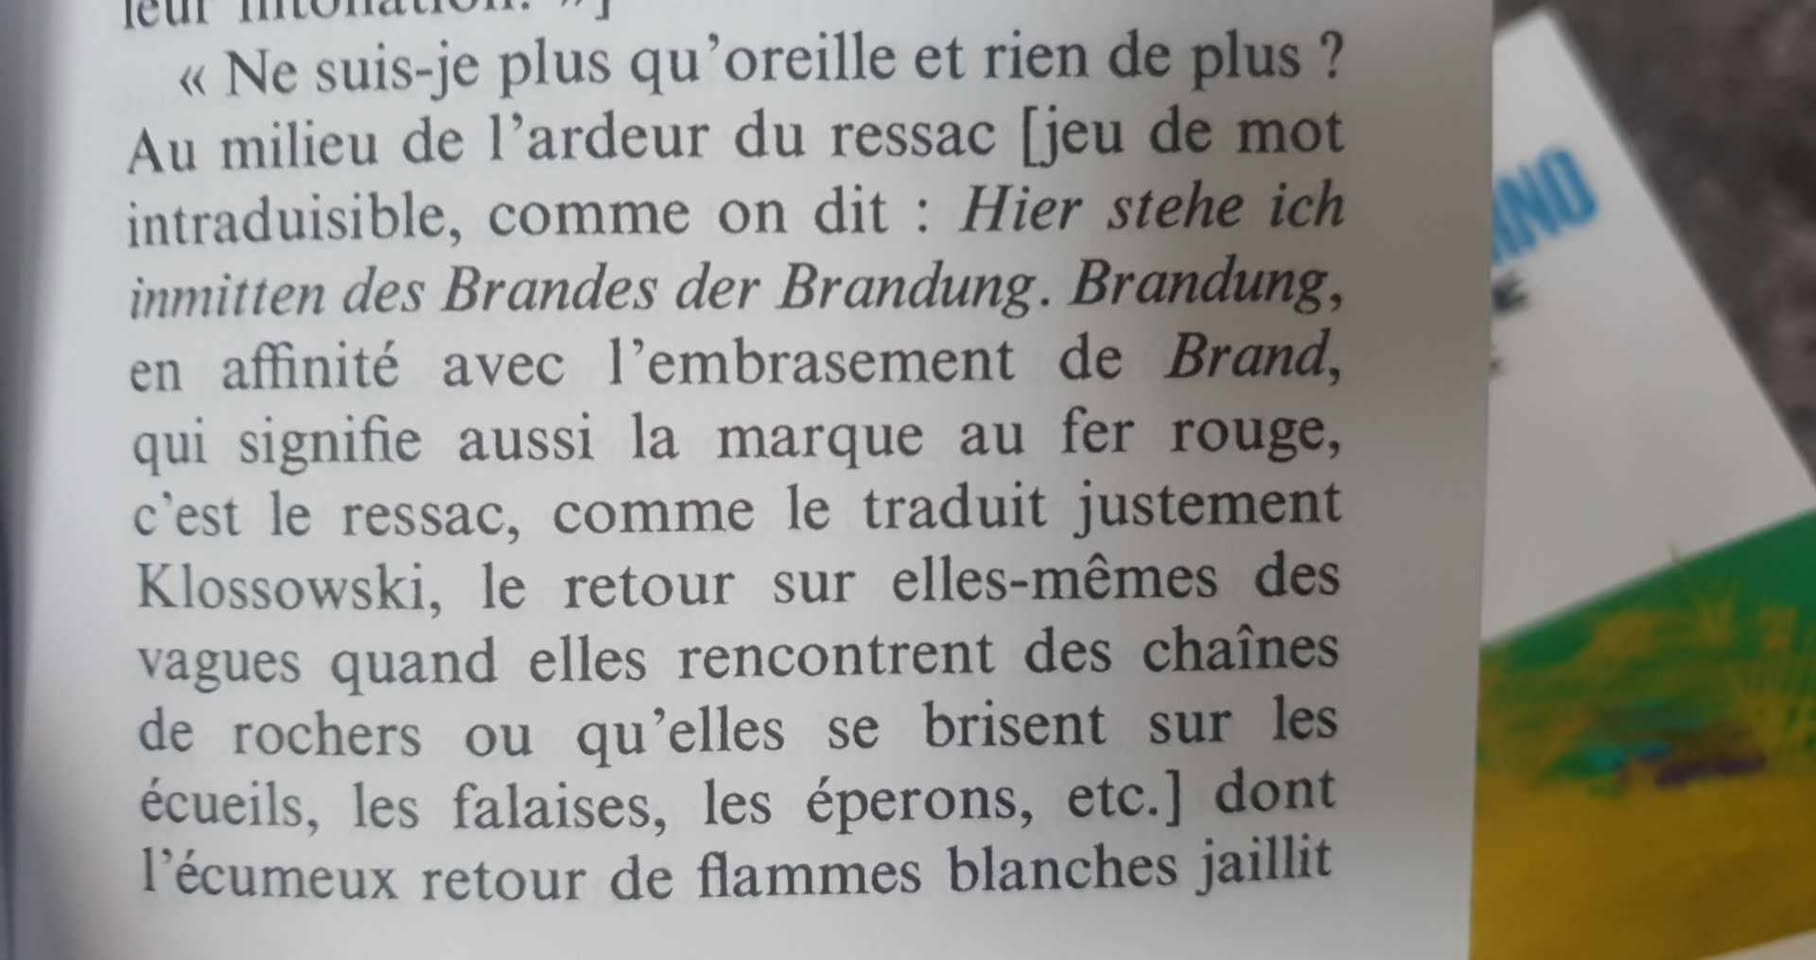 « Ne suis-je plus qu’oreille et rien de plus ?
Au milieu de l’ardeur du ressac [jeu de mot
intraduisible, comme on dit : Hier stehe ich
inmitten des Brandes der Brandung. Brandung,
en affinité avec l’embrasement de Brand,
qui signifie aussi la marque au fer rouge,
c’est le ressac, comme le traduit justement
Klossowski, le retour sur elles-mêmes des
vagues quand elles rencontrent des chaînes
de rochers ou qu’elles se brisent sur les
écueils, les falaises, les éperons, etc.] dont
l’écumeux retour de flammes blanches jaillit